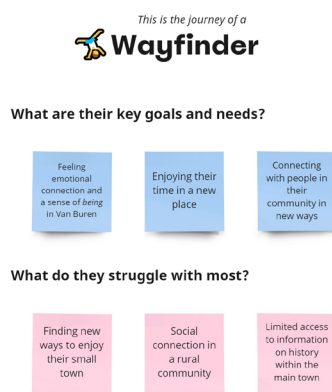 This is the journey of a
Wayfinder
What are their key goals and needs?
Feeling
emotional
connection and
a sense of being
in Van Buren
Enjoying their
time in a new
place
Connecting
with people in
their
community in
new ways
What do they struggle with most?
Finding new
ways to enjoy
their small
town
Social
connection in
a rural
community
Limited access
to information
on history
within the
main town